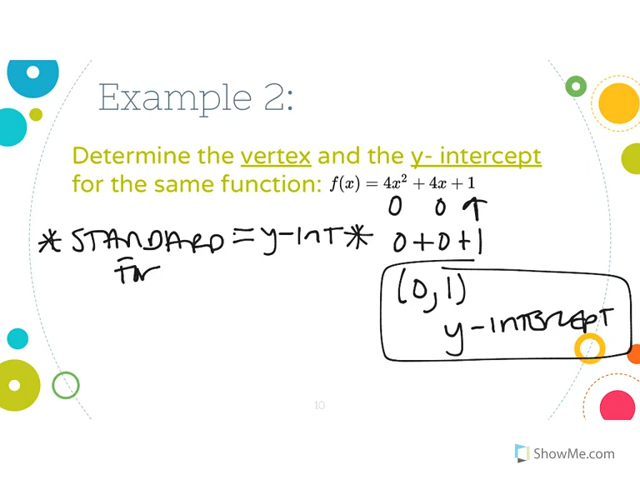 Example 2:
Determine the vertex and the y- intercept
for the same function: f(x) = 4x² + 4x + 1
0 0 ↑
* STANDARD = y-INT * 0+0+1
(0,1)
y-INTERCEPT
10
ShowMe.com